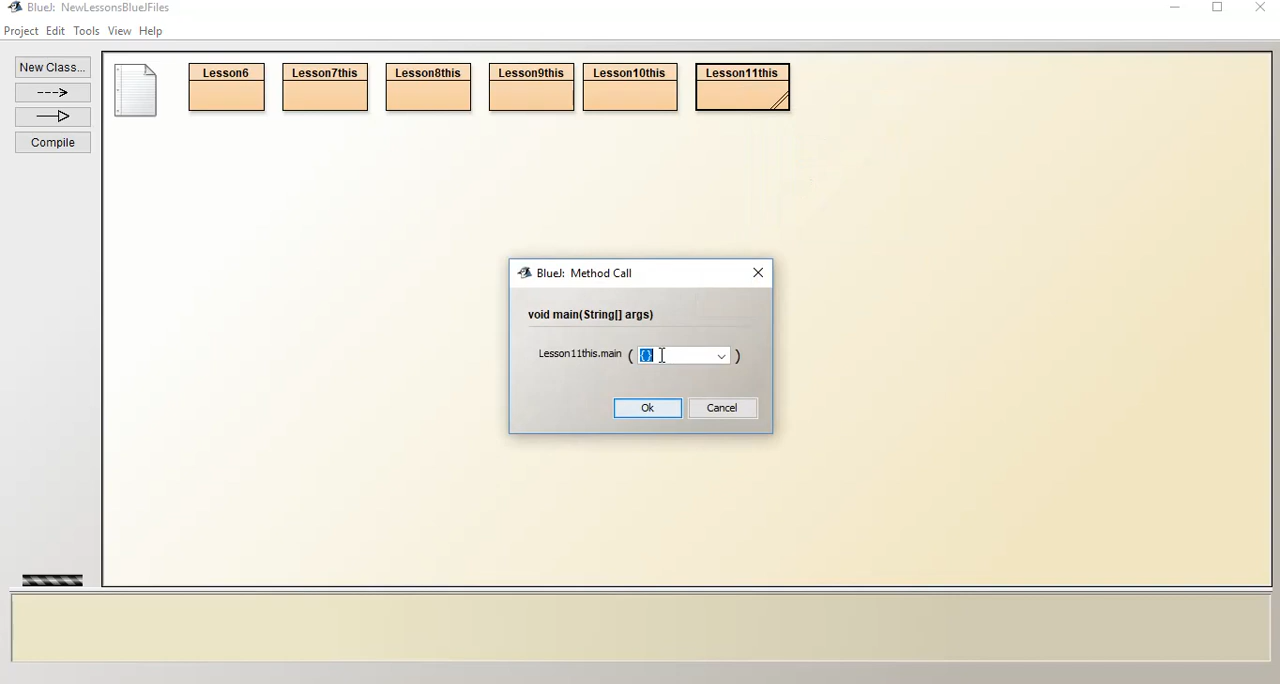 BlueJ: NewLessonsBlueJFiles
Project Edit Tools View Help
New Class...
Compile
Lesson6
Lesson7this
Lesson8this
Lesson9this
Lesson10this
Lesson11this
BlueJ: Method Call
void main(String[] args)
Lesson11this.main ( {} )
Ok Cancel